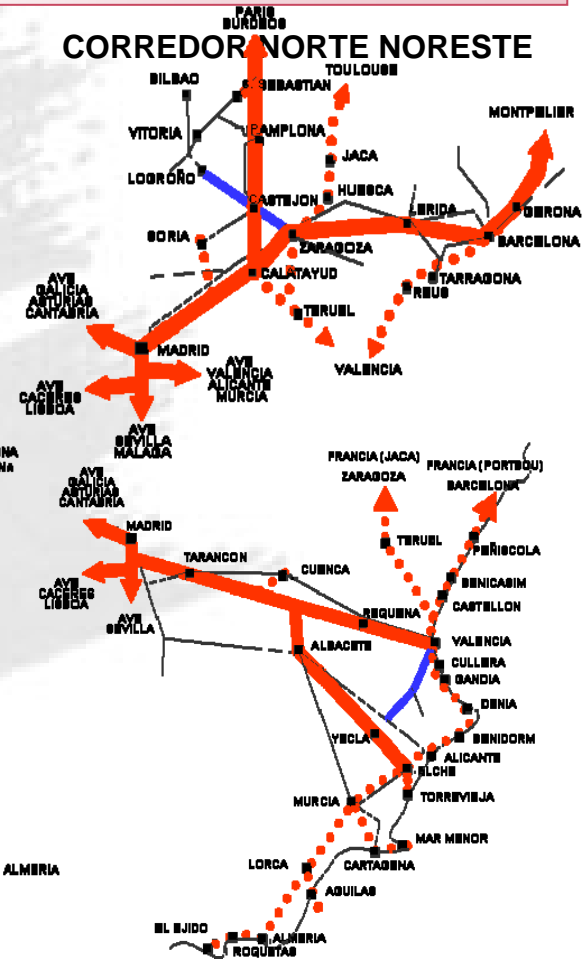 PARIS
BURDEOS
CORREDOR NORTE NORESTE
TOULOUSE
BILBAO
S. SEBASTIAN
MONTPELIER
VITORIA
PAMPLONA
JACA
LOGROÑO
HUESCA
CASTEJON
LERIDA
GERONA
SORIA
ZARAGOZA
BARCELONA
CALATAYUD
TARRAGONA
REUS
AVE
GALICIA
ASTURIAS
CANTABRIA
TERUEL
MADRID
VALENCIA
AVE
VALENCIA
ALICANTE
MURCIA
AVE
CACERES
LISBOA
AVE
SEVILLA
MALAGA
NA
NA
AVE
GALICIA
ASTURIAS
CANTABRIA
FRANCIA (JACA)
ZARAGOZA
FRANCIA (PORTBOU)
BARCELONA
MADRID
TERUEL
PEÑISCOLA
TARANCON
CUENCA
BENICASIM
AVE
CACERES
LISBOA
CASTELLON
AVE
SEVILLA
REQUENA
VALENCIA
ALBACETE
CULLERA
GANDIA
DENIA
YECLA
BENIDORM
ALICANTE
ELCHE
MURCIA
TORREVIEJA
MAR MENOR
LORCA
CARTAGENA
ALMERIA
AGUILAS
EL EJIDO
ALMERIA
ROQUETAS